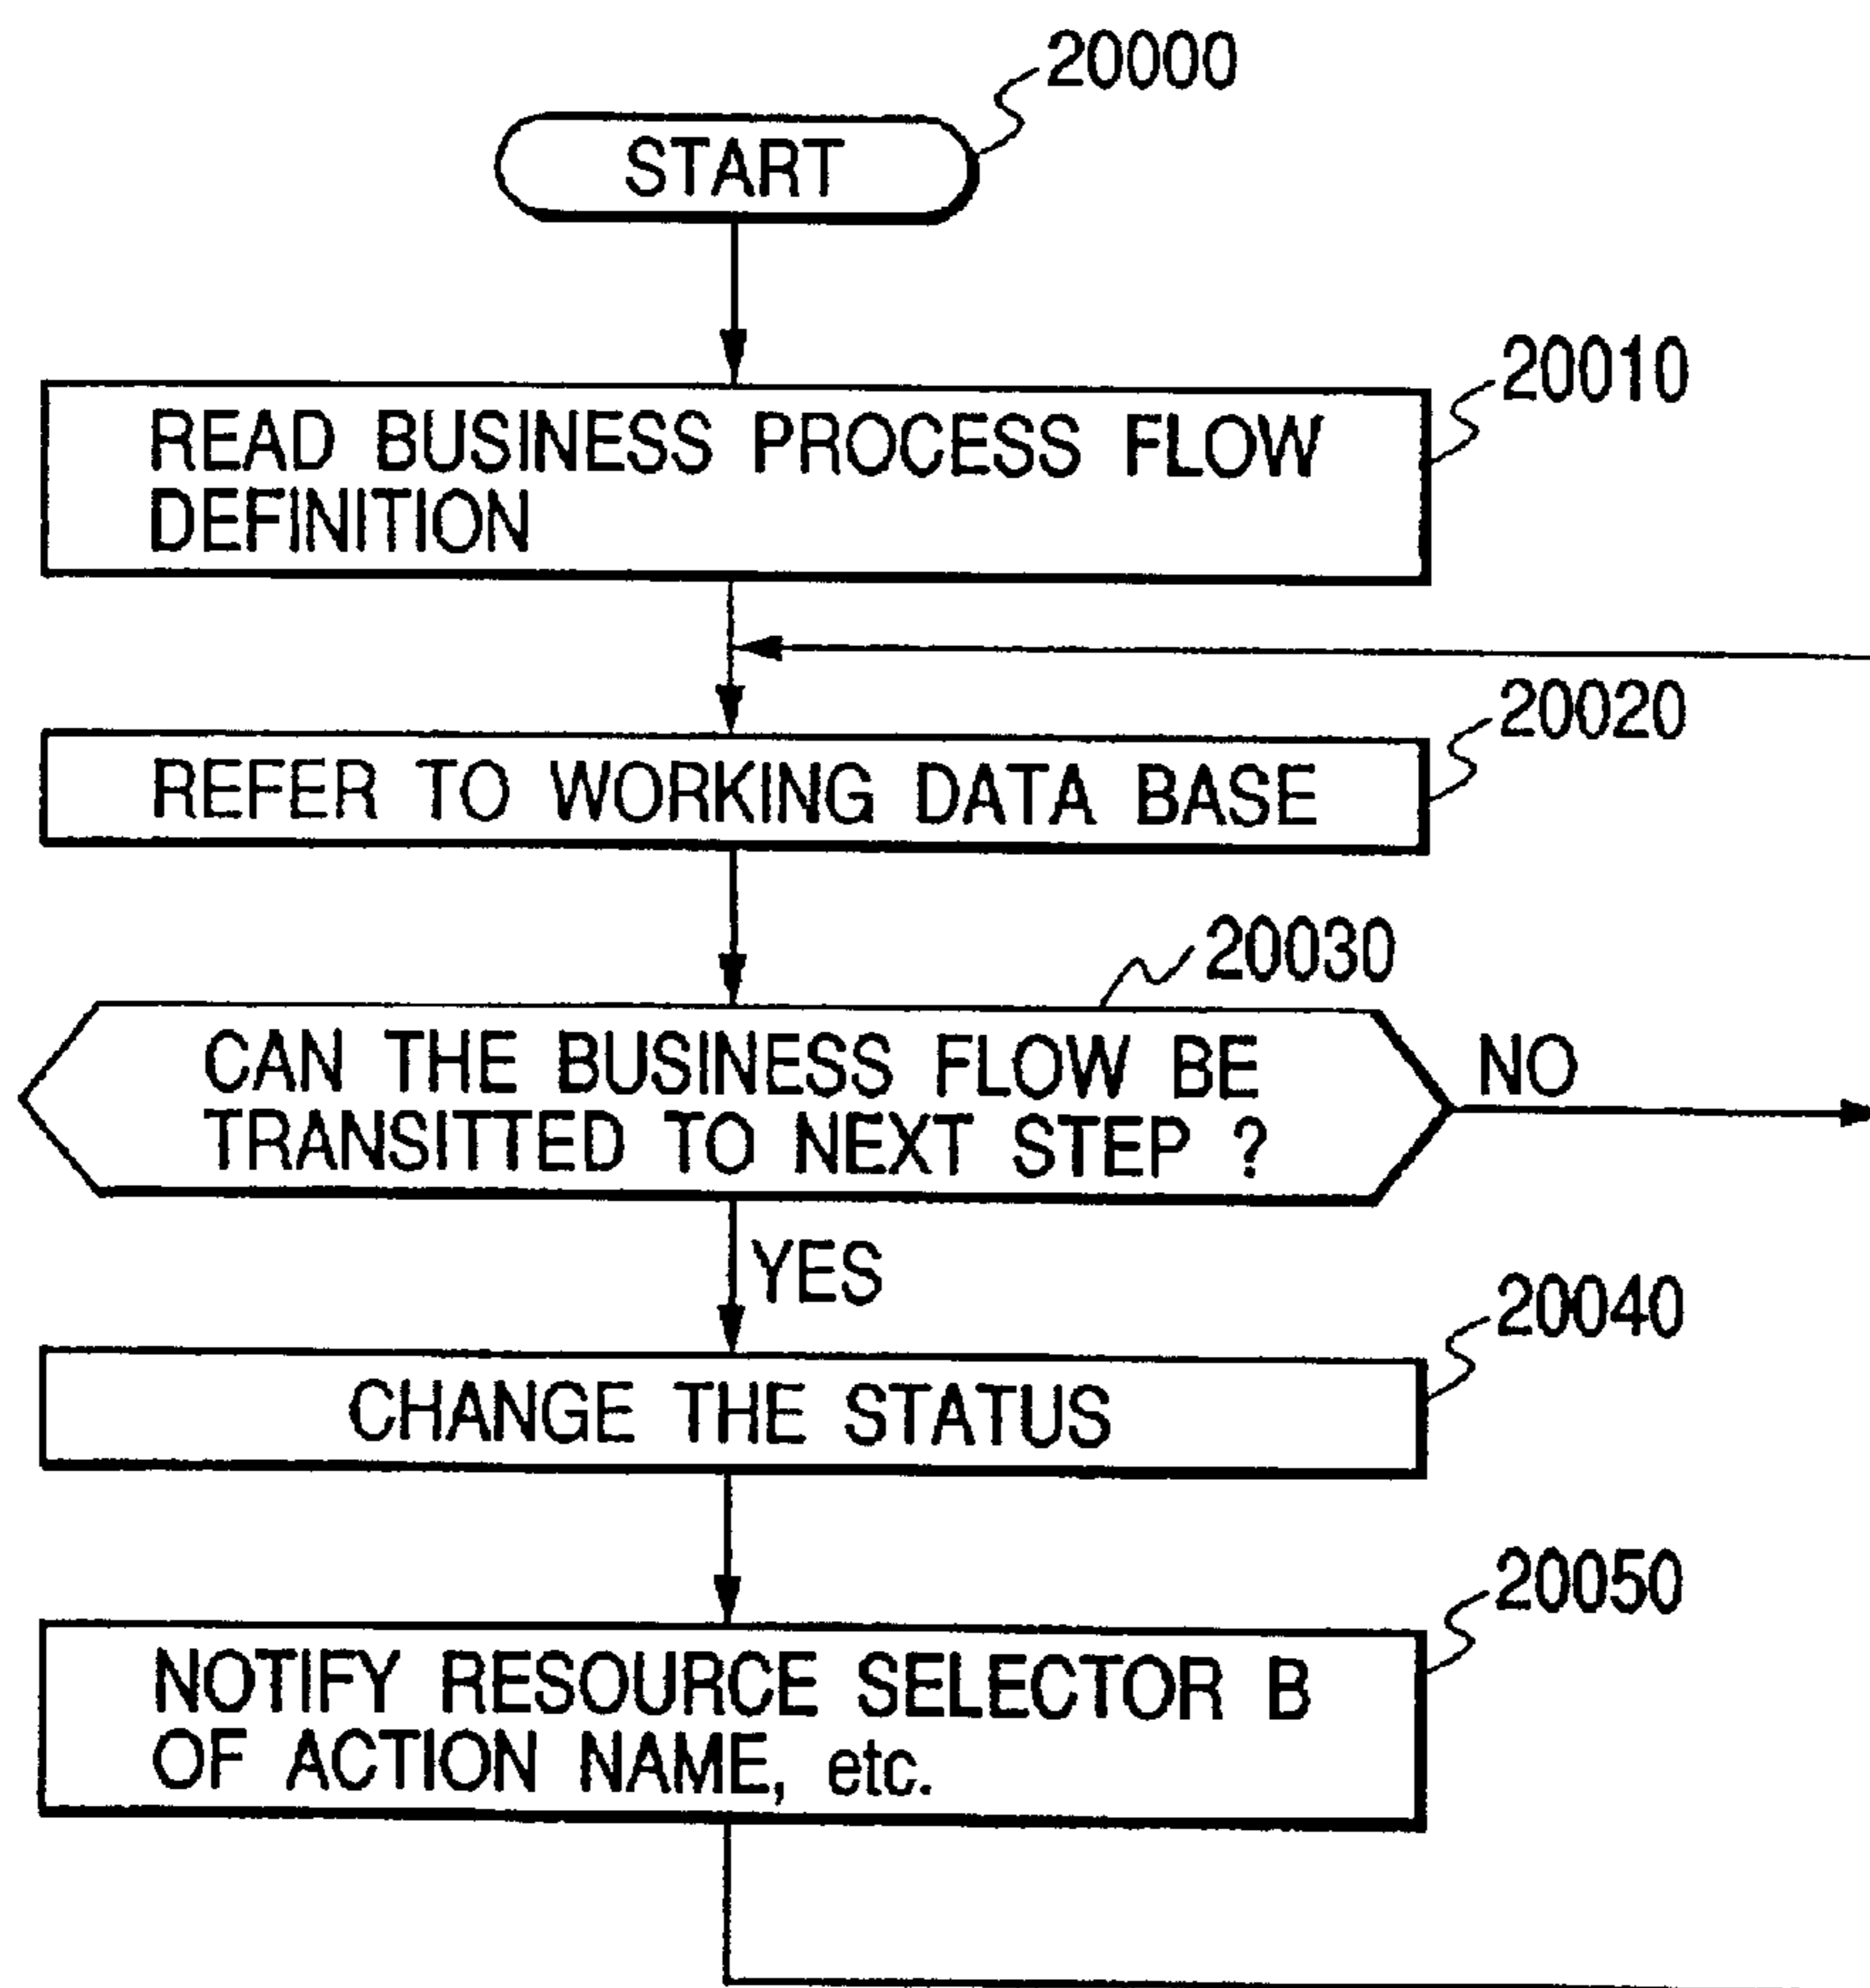 20000
START
20010
READ BUSINESS PROCESS FLOW
DEFINITION
20020
REFER TO WORKING DATA BASE
20030
CAN THE BUSINESS FLOW BE
TRANSITTED TO NEXT STEP ?
NO
YES
20040
CHANGE THE STATUS
20050
NOTIFY RESOURCE SELECTOR B
OF ACTION NAME, etc.